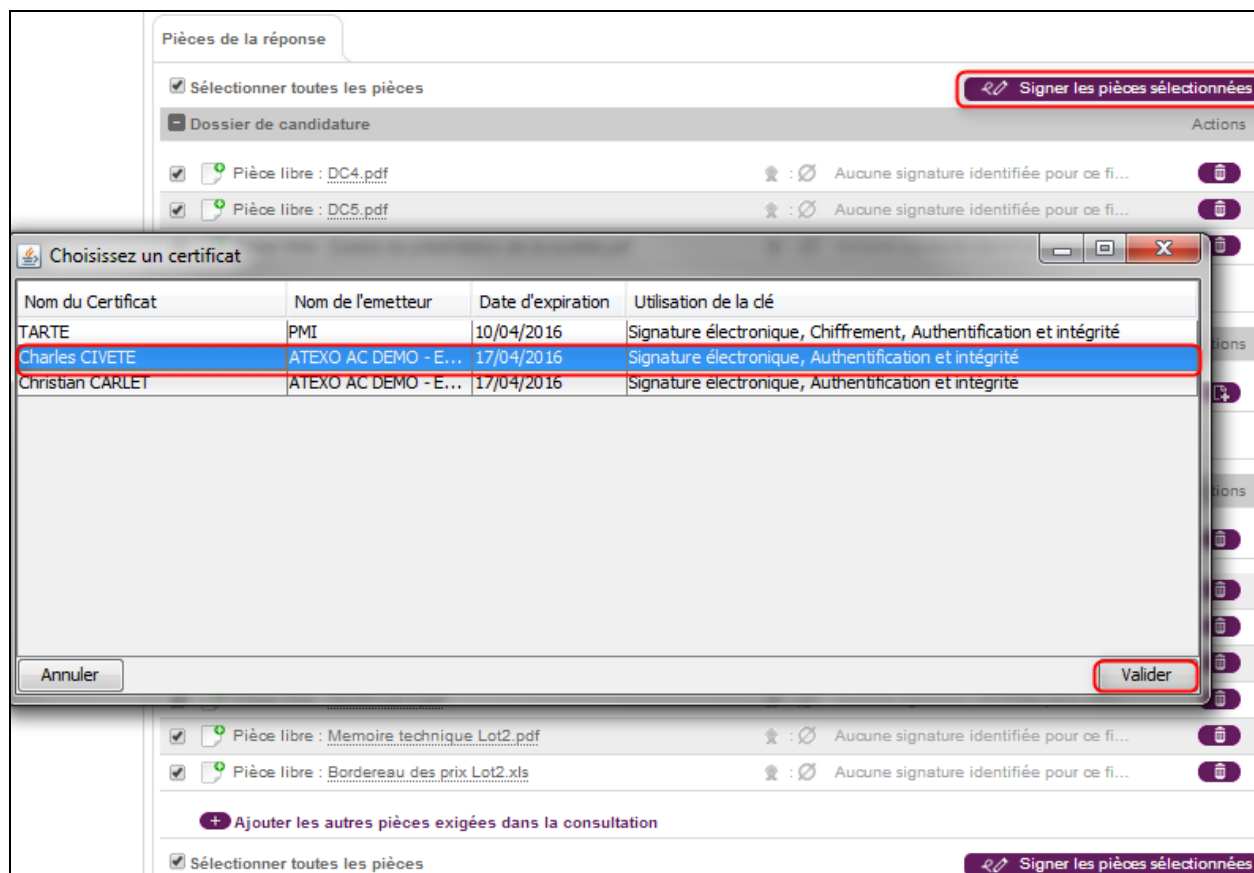 Pièces de la réponse
Sélectionner toutes les pièces
Signer les pièces sélectionnées
Dossier de candidature Actions
Pièce libre : DC4.pdf : Aucune signature identifiée pour ce fi...
Pièce libre : DC5.pdf : Aucune signature identifiée pour ce fi...
Choisissez un certificat
Nom du Certificat Nom de l'emetteur Date d'expiration Utilisation de la clé
TARTE PMI 10/04/2016 Signature électronique, Chiffrement, Authentification et intégrité
Charles CIVETE ATEXO AC DEMO - E... 17/04/2016 Signature électronique, Authentification et intégrité
Christian CARLET ATEXO AC DEMO - E... 17/04/2016 Signature électronique, Authentification et intégrité
tions
tions
Annuler Valider
Pièce libre : Memoire technique Lot2.pdf : Aucune signature identifiée pour ce fi...
Pièce libre : Bordereau des prix Lot2.xls : Aucune signature identifiée pour ce fi...
Ajouter les autres pièces exigées dans la consultation
Sélectionner toutes les pièces
Signer les pièces sélectionnées